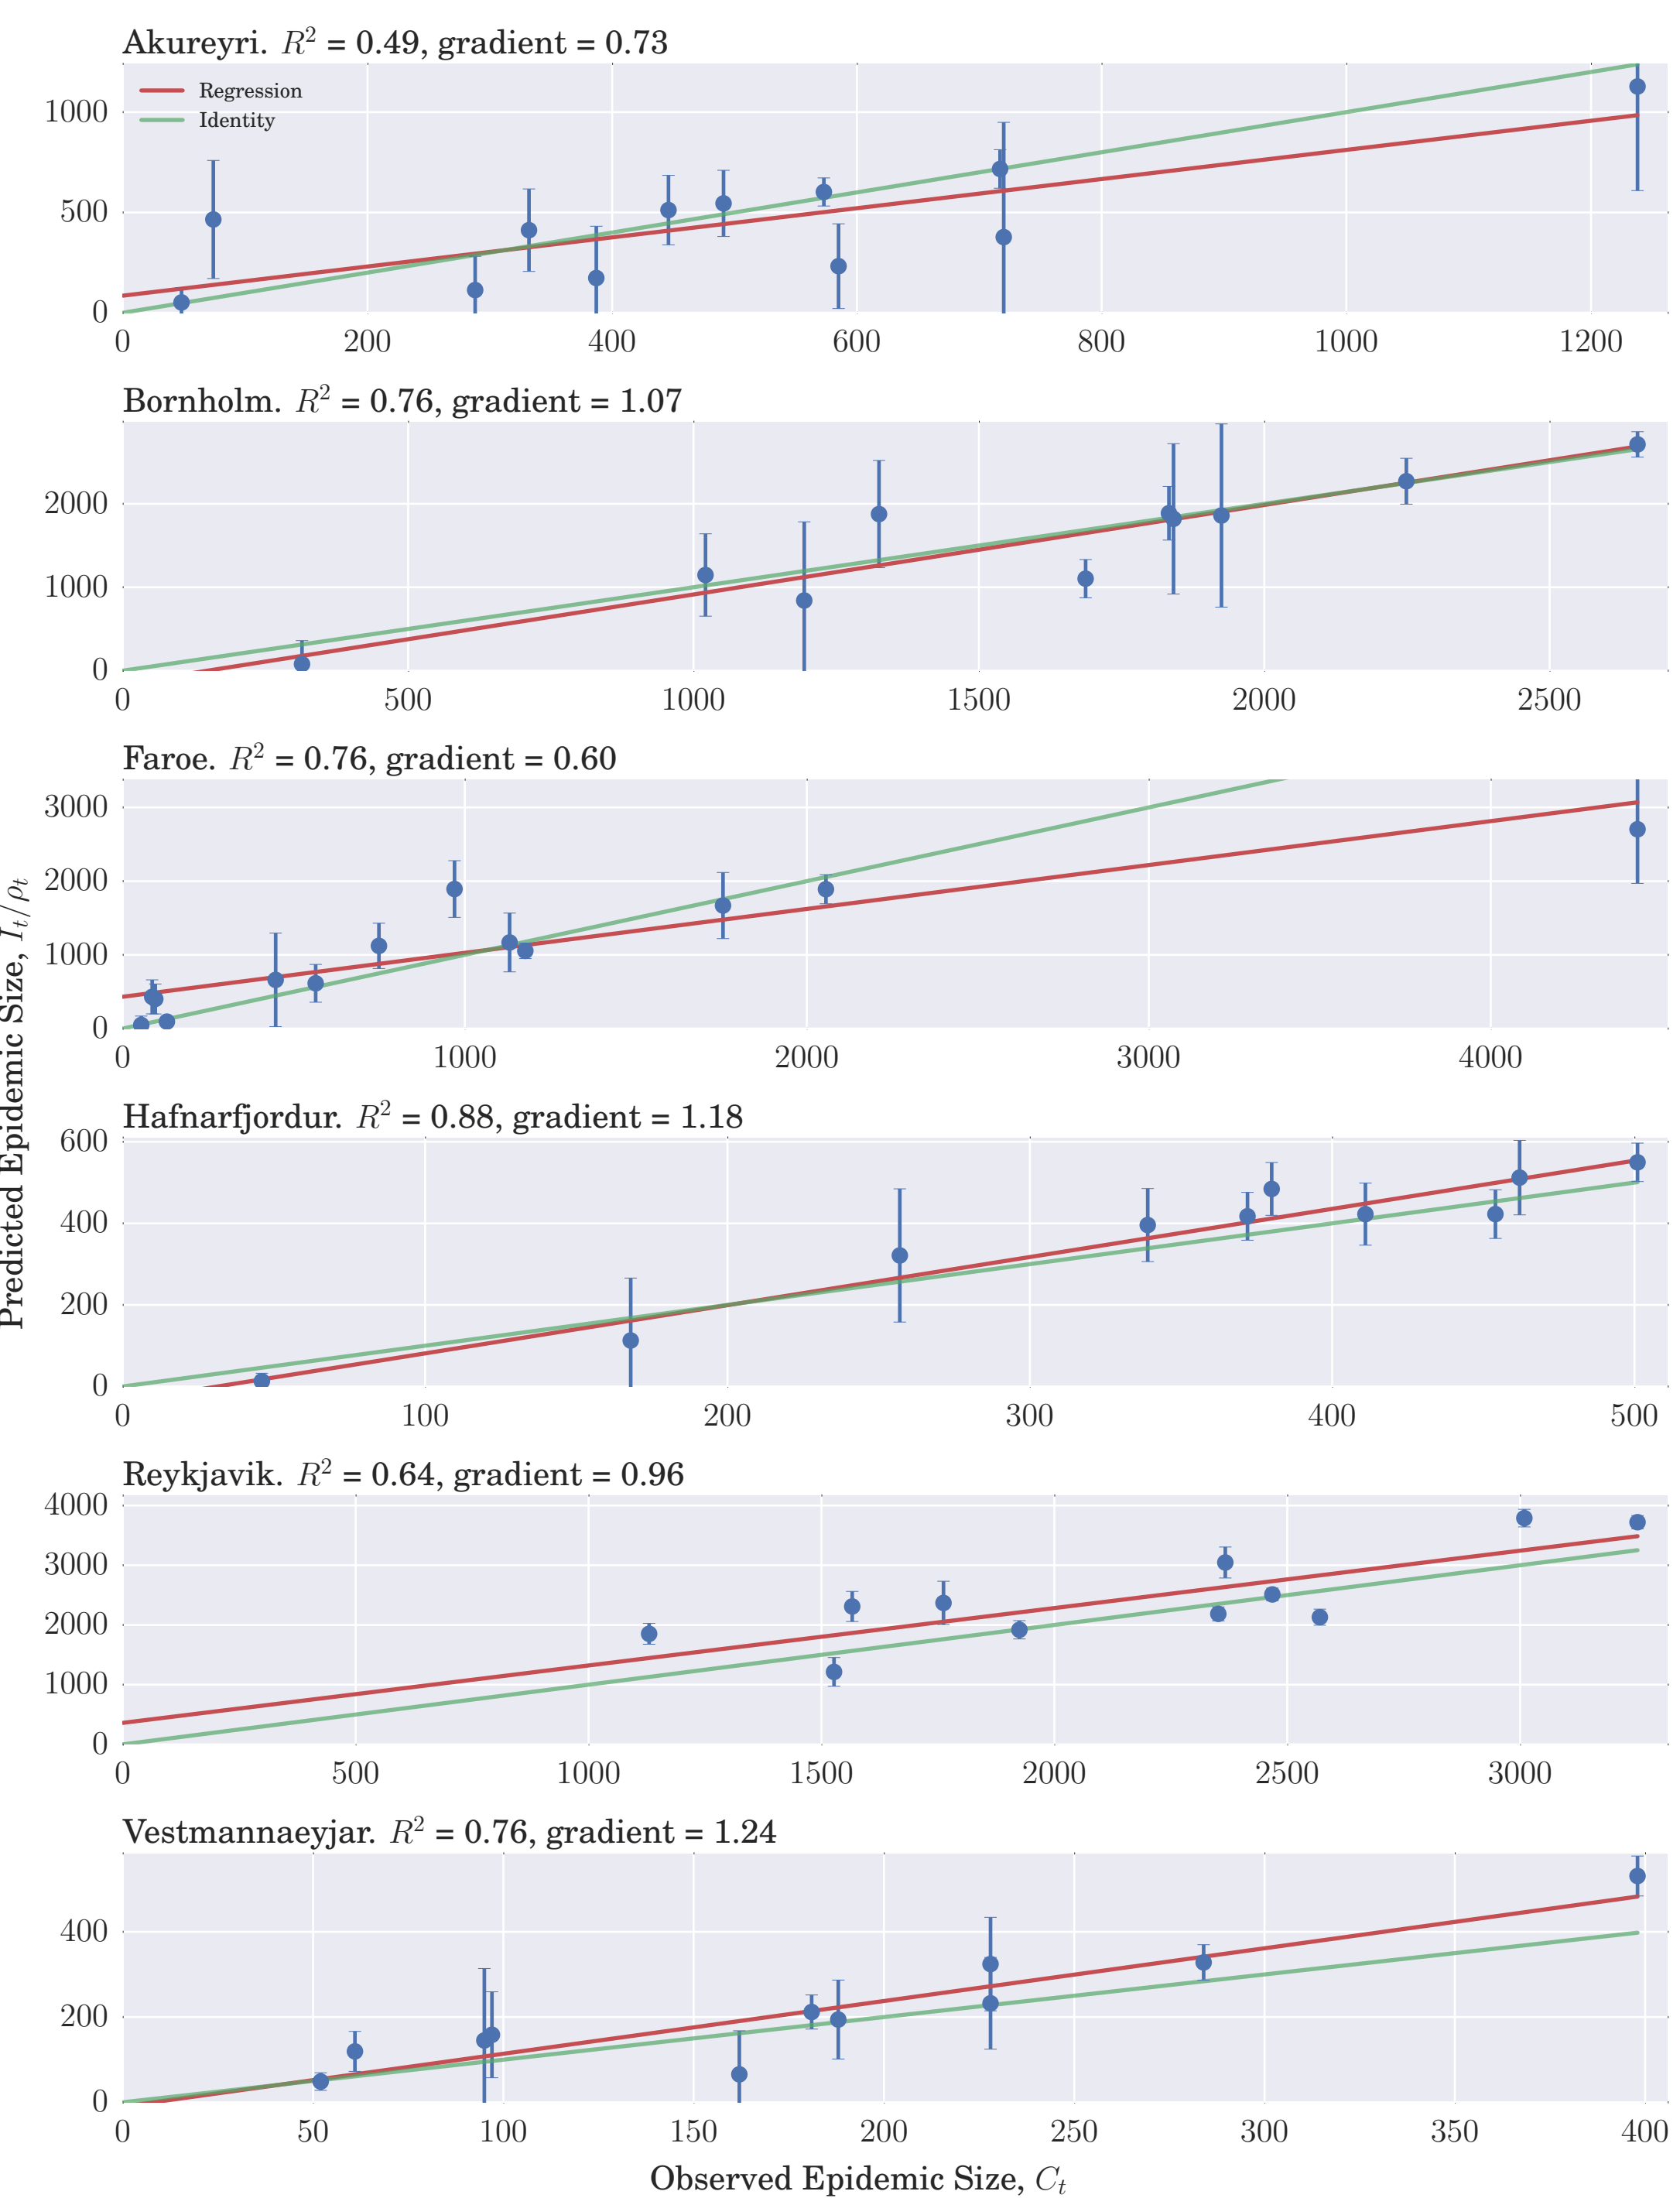 Akureyri. R² = 0.49, gradient = 0.73
Regression
Identity
1000
500
0
0 200 400 600 800 1000 1200
Bornholm. R² = 0.76, gradient = 1.07
2000
1000
0
0 500 1000 1500 2000 2500
Faroe. R² = 0.76, gradient = 0.60
3000
2000
1000
0
0 1000 2000 3000 4000
Predicted Epidemic Size, I_t/ρ_t
Hafnarfjordur. R² = 0.88, gradient = 1.18
600
400
200
0
0 100 200 300 400 500
Reykjavik. R² = 0.64, gradient = 0.96
4000
3000
2000
1000
0
0 500 1000 1500 2000 2500 3000
Vestmannaeyjar. R² = 0.76, gradient = 1.24
400
200
0
0 50 100 150 200 250 300 350 400
Observed Epidemic Size, C_t